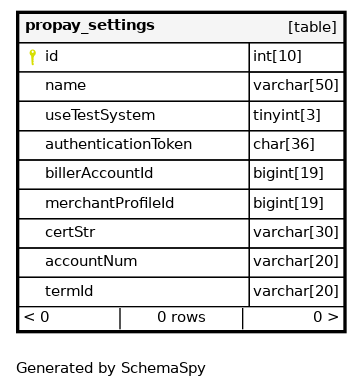 propay_settings [table]
id int[10]
name varchar[50]
useTestSystem tinyint[3]
authenticationToken char[36]
billerAccountId bigint[19]
merchantProfileId bigint[19]
certStr varchar[30]
accountNum varchar[20]
termId varchar[20]
< 0 0 rows 0 >
Generated by SchemaSpy